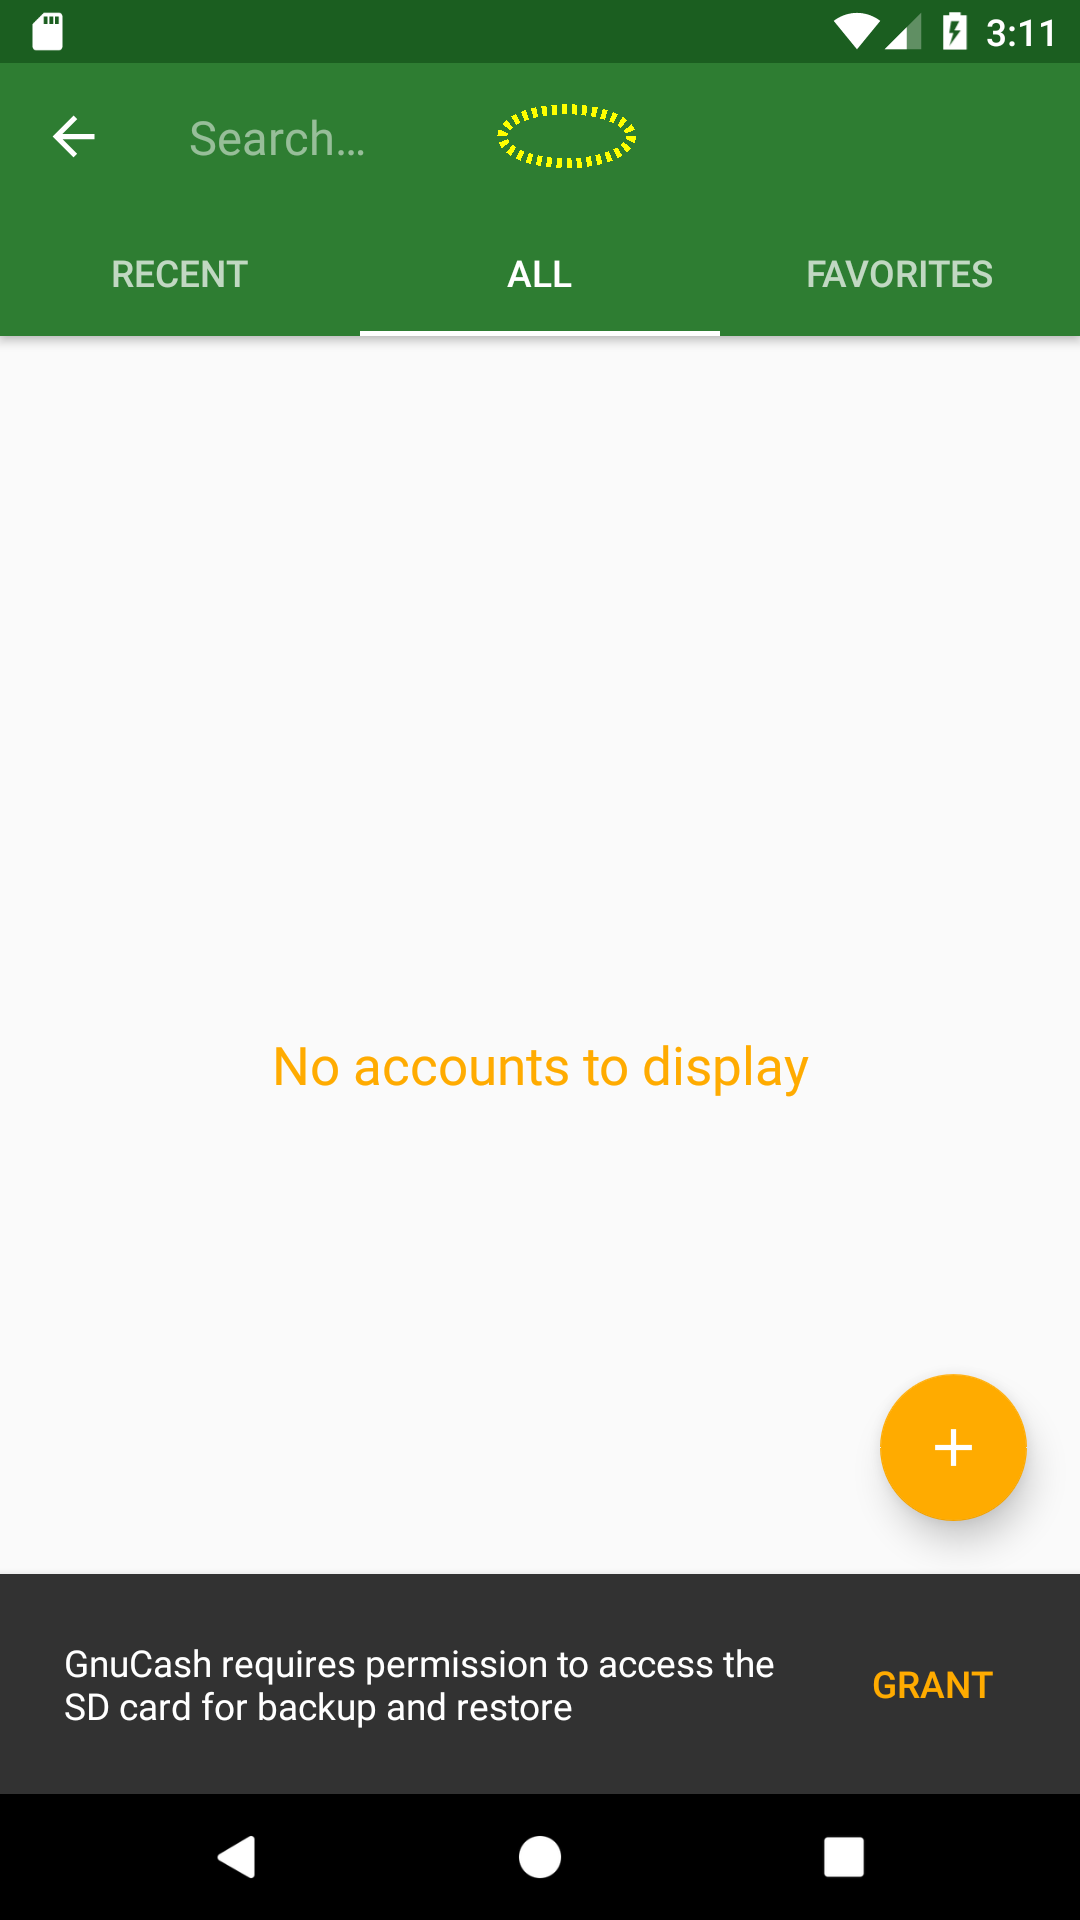 3:11
Search…
RECENT
ALL
FAVORITES
No accounts to display
GnuCash requires permission to access the
SD card for backup and restore
GRANT